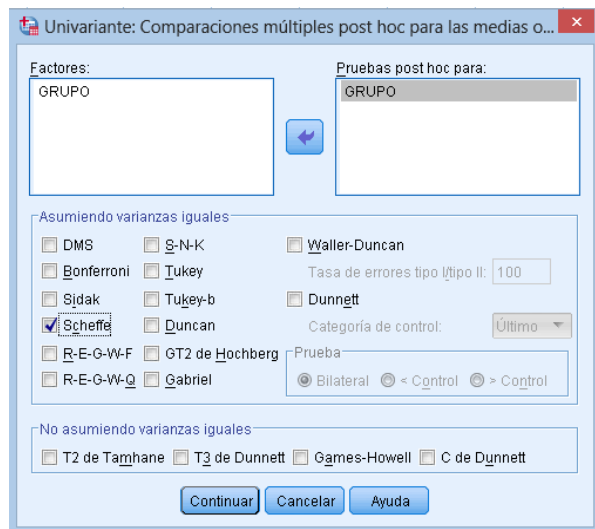 Univariante: Comparaciones múltiples post hoc para las medias o...
Factores:
GRUPO
Pruebas post hoc para:
GRUPO
Asumiendo varianzas iguales
DMS
S-N-K
Waller-Duncan
Bonferroni
Tukey
Tasa de errores tipo I/tipo II: 100
Sidak
Tukey-b
Dunnett
Scheffe
Duncan
Categoría de control: Último
R-E-G-W-F
GT2 de Hochberg
Prueba
R-E-G-W-Q
Gabriel
Bilateral
< Control
> Control
No asumiendo varianzas iguales
T2 de Tamhane
T3 de Dunnett
Games-Howell
C de Dunnett
Continuar
Cancelar
Ayuda